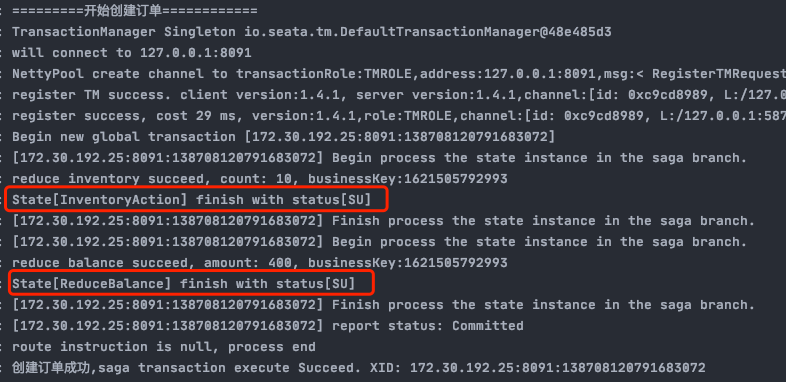 : =========开始创建订单============
: TransactionManager Singleton io.seata.tm.DefaultTransactionManager@48e485d3
: will connect to 127.0.0.1:8091
: NettyPool create channel to transactionRole:TMROLE,address:127.0.0.1:8091,msg:< RegisterTMRequest
: register TM success. client version:1.4.1, server version:1.4.1,channel:[id: 0xc9cd8989, L:/127.0
: register success, cost 29 ms, version:1.4.1,role:TMROLE,channel:[id: 0xc9cd8989, L:/127.0.0.1:587
: Begin new global transaction [172.30.192.25:8091:138708120791683072]
: [172.30.192.25:8091:138708120791683072] Begin process the state instance in the saga branch.
: reduce inventory succeed, count: 10, businessKey:1621505792993
: State[InventoryAction] finish with status[SU]
: [172.30.192.25:8091:138708120791683072] Finish process the state instance in the saga branch.
: [172.30.192.25:8091:138708120791683072] Begin process the state instance in the saga branch.
: reduce balance succeed, amount: 400, businessKey:1621505792993
: State[ReduceBalance] finish with status[SU]
: [172.30.192.25:8091:138708120791683072] Finish process the state instance in the saga branch.
: [172.30.192.25:8091:138708120791683072] report status: Committed
: route instruction is null, process end
: 创建订单成功,saga transaction execute Succeed. XID: 172.30.192.25:8091:138708120791683072